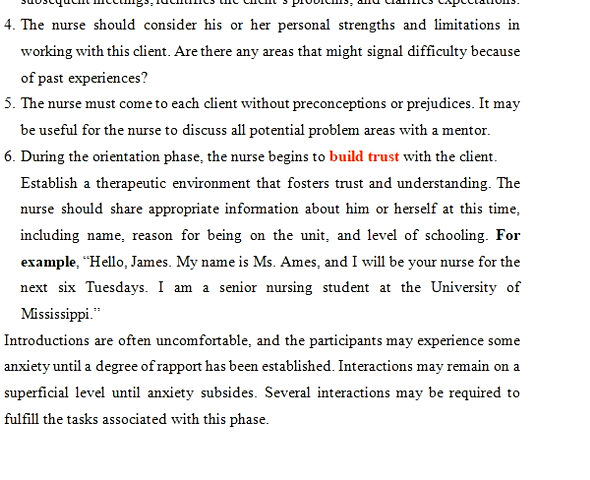 subsequent meetings, identifies the client's problems, and clarifies expectations.
4. The nurse should consider his or her personal strengths and limitations in
working with this client. Are there any areas that might signal difficulty because
of past experiences?
5. The nurse must come to each client without preconceptions or prejudices. It may
be useful for the nurse to discuss all potential problem areas with a mentor.
6. During the orientation phase, the nurse begins to build trust with the client.
Establish a therapeutic environment that fosters trust and understanding. The
nurse should share appropriate information about him or herself at this time,
including name, reason for being on the unit, and level of schooling. For
example, “Hello, James. My name is Ms. Ames, and I will be your nurse for the
next six Tuesdays. I am a senior nursing student at the University of
Mississippi.”
Introductions are often uncomfortable, and the participants may experience some
anxiety until a degree of rapport has been established. Interactions may remain on a
superficial level until anxiety subsides. Several interactions may be required to
fulfill the tasks associated with this phase.